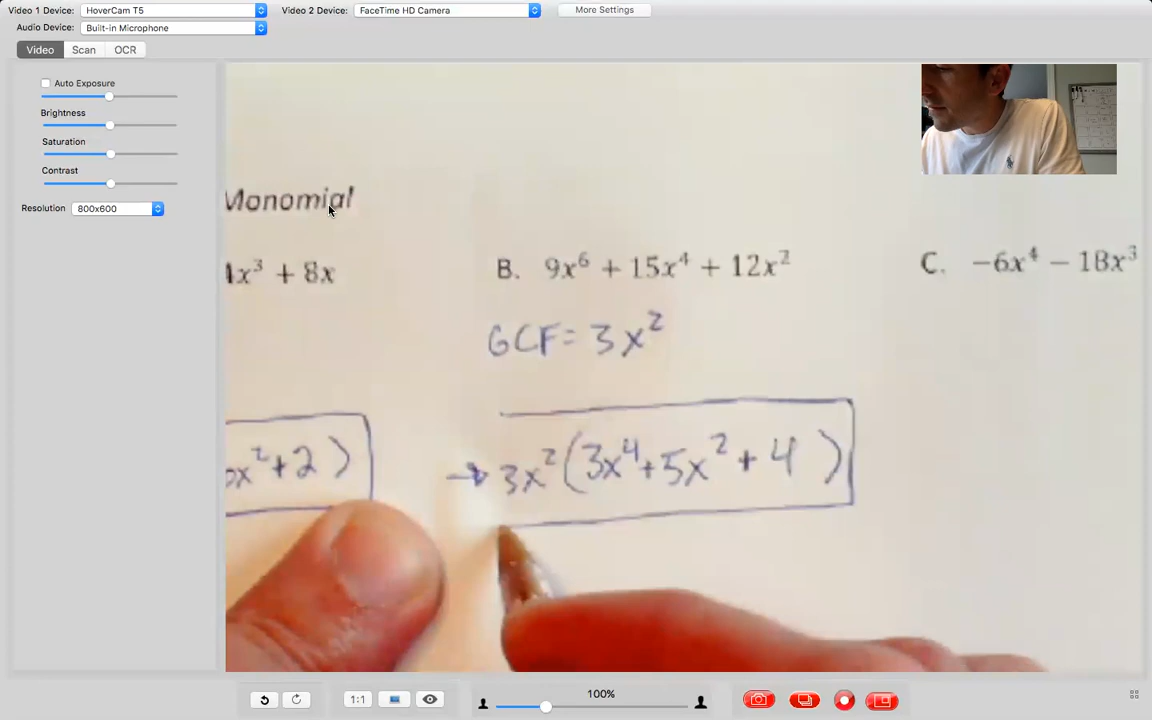 Video 1 Device: HoverCam T5 Video 2 Device: FaceTime HD Camera More Settings
Audio Device: Built-in Microphone
Video Scan OCR
Auto Exposure
Brightness
Saturation
Contrast
Resolution 800x600
Monomial
4x³ + 8x B. 9x⁶ + 15x⁴ + 12x² C. −6x⁴ − 18x³
GCF = 3x²
x² + 2 ) → 3x² (3x⁴ + 5x² + 4 )
1:1 100%